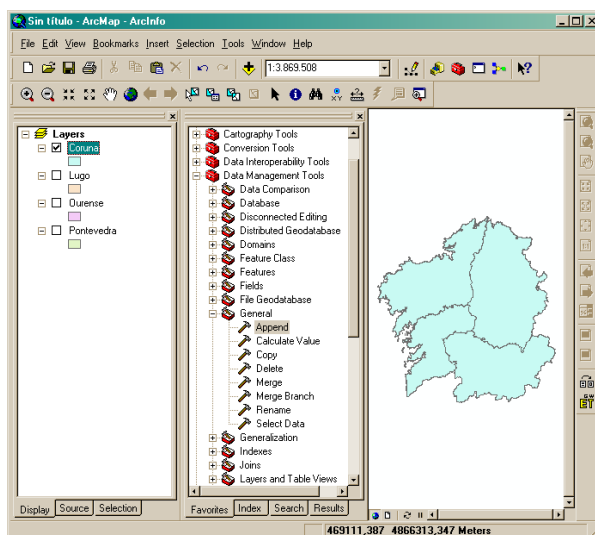 Sin título - ArcMap - ArcInfo
File Edit View Bookmarks Insert Selection Tools Window Help
1:3.869.508
Layers
Coruna
Lugo
Ourense
Pontevedra
Display Source Selection
Cartography Tools
Conversion Tools
Data Interoperability Tools
Data Management Tools
Data Comparison
Database
Disconnected Editing
Distributed Geodatabase
Domains
Feature Class
Features
Fields
File Geodatabase
General
Append
Calculate Value
Copy
Delete
Merge
Merge Branch
Rename
Select Data
Generalization
Indexes
Joins
Layers and Table Views
Favorites Index Search Results
GW
ET
469111,387 4866313,347 Meters